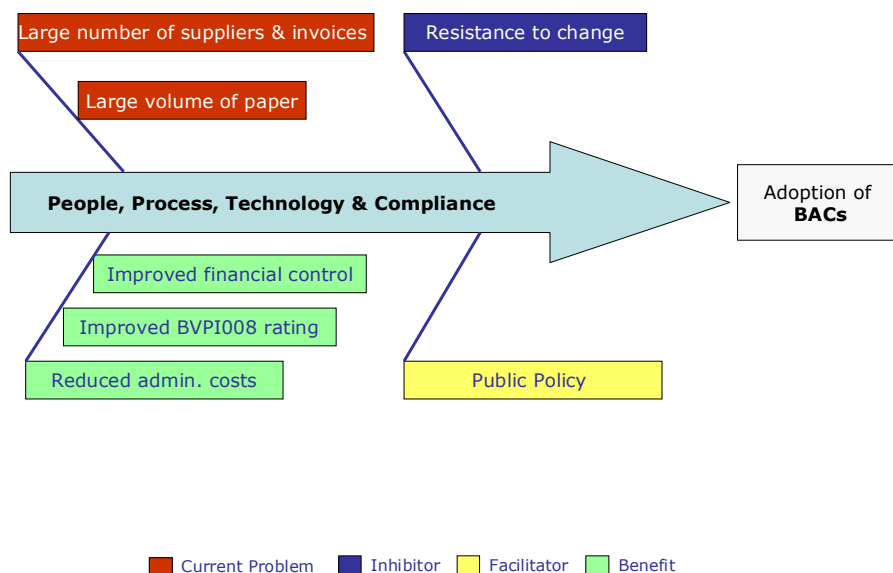 Large number of suppliers & invoices
Resistance to change
Large volume of paper
People, Process, Technology & Compliance
Adoption of
BACs
Improved financial control
Improved BVPI008 rating
Reduced admin. costs
Public Policy
Current Problem
Inhibitor
Facilitator
Benefit